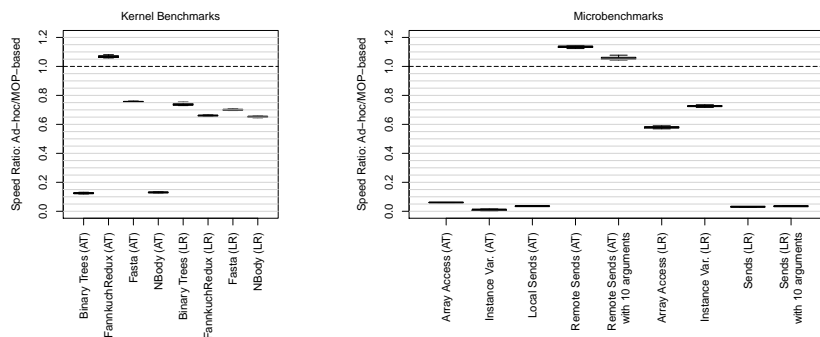 Kernel Benchmarks
Speed Ratio: Ad−hoc/MOP−based
1.2
1.0
0.8
0.6
0.4
0.2
0.0
Binary Trees (AT)
FannkuchRedux (AT)
Fasta (AT)
NBody (AT)
Binary Trees (LR)
FannkuchRedux (LR)
Fasta (LR)
NBody (LR)
Microbenchmarks
Speed Ratio: Ad−hoc/MOP−based
1.2
1.0
0.8
0.6
0.4
0.2
0.0
Array Access (AT)
Instance Var. (AT)
Local Sends (AT)
Remote Sends (AT)
Remote Sends (AT)
with 10 arguments
Array Access (LR)
Instance Var. (LR)
Sends (LR)
Sends (LR)
with 10 arguments